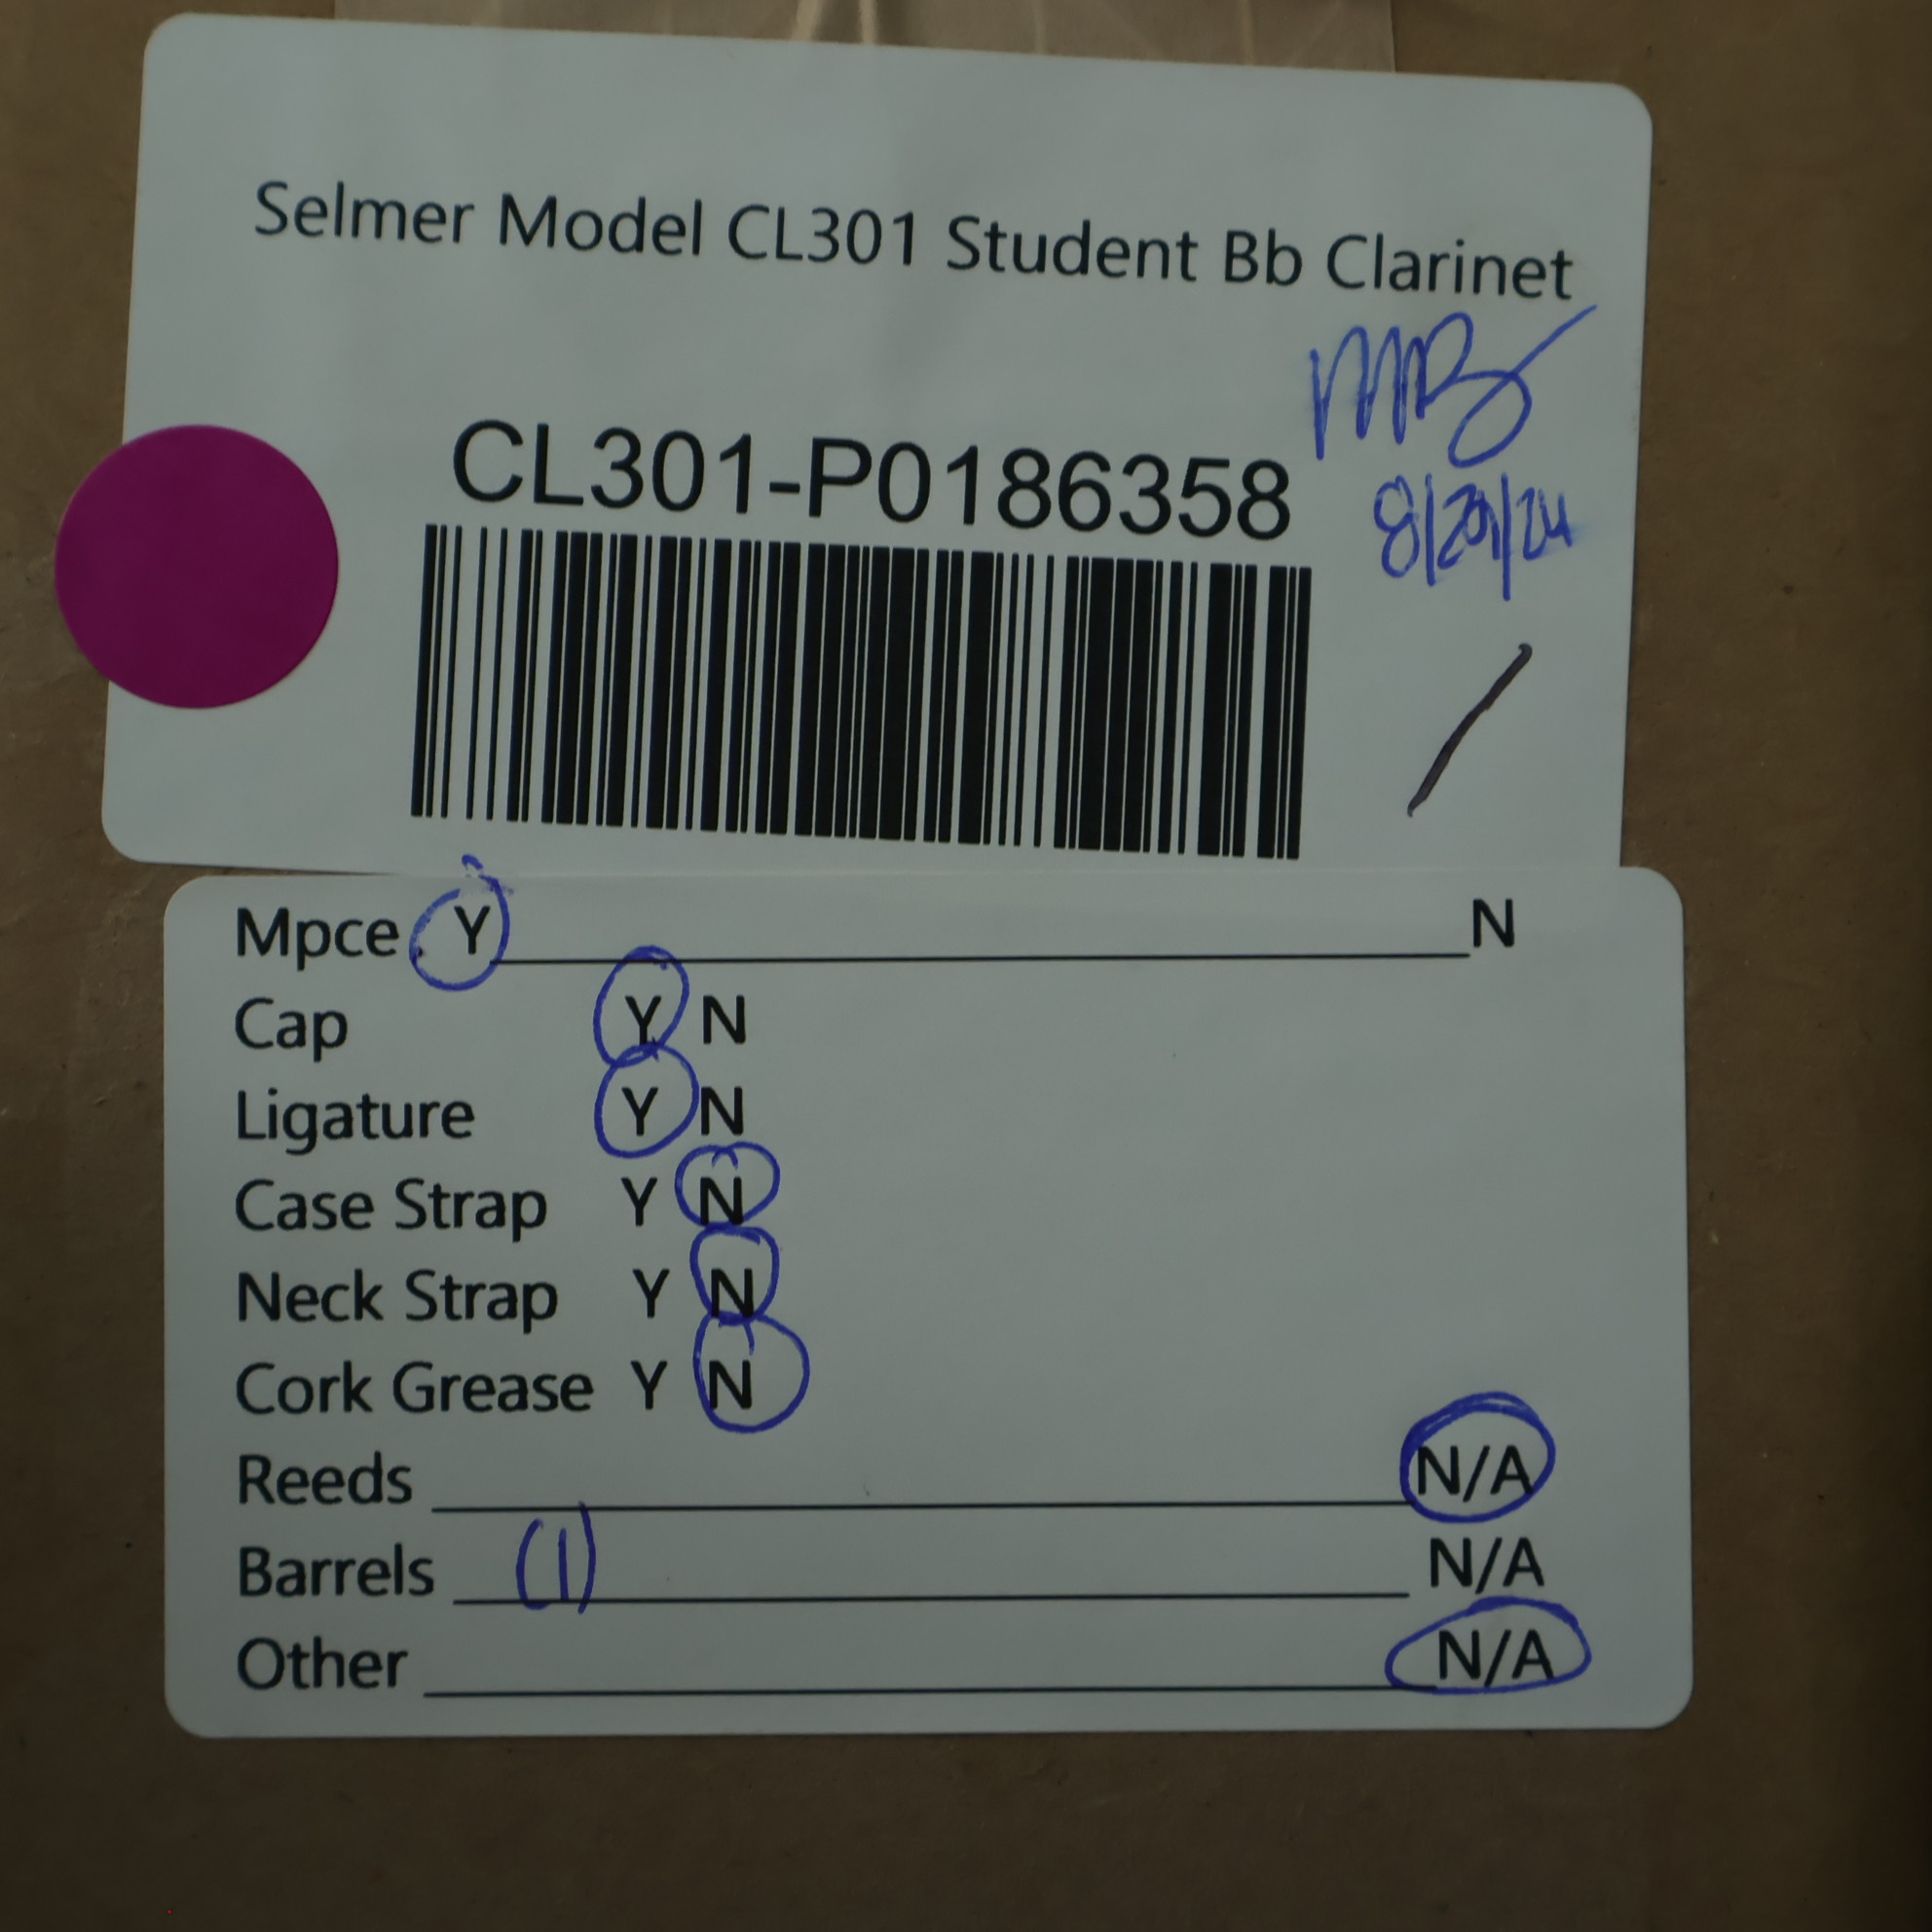 Selmer Model CL301 Student Bb Clarinet
MB
CL301-P0186358
8/29/24
Mpce. Y N
Cap Y N
Ligature Y N
Case Strap Y N
Neck Strap Y N
Cork Grease Y N
Reeds N/A
Barrels (1) N/A
Other N/A